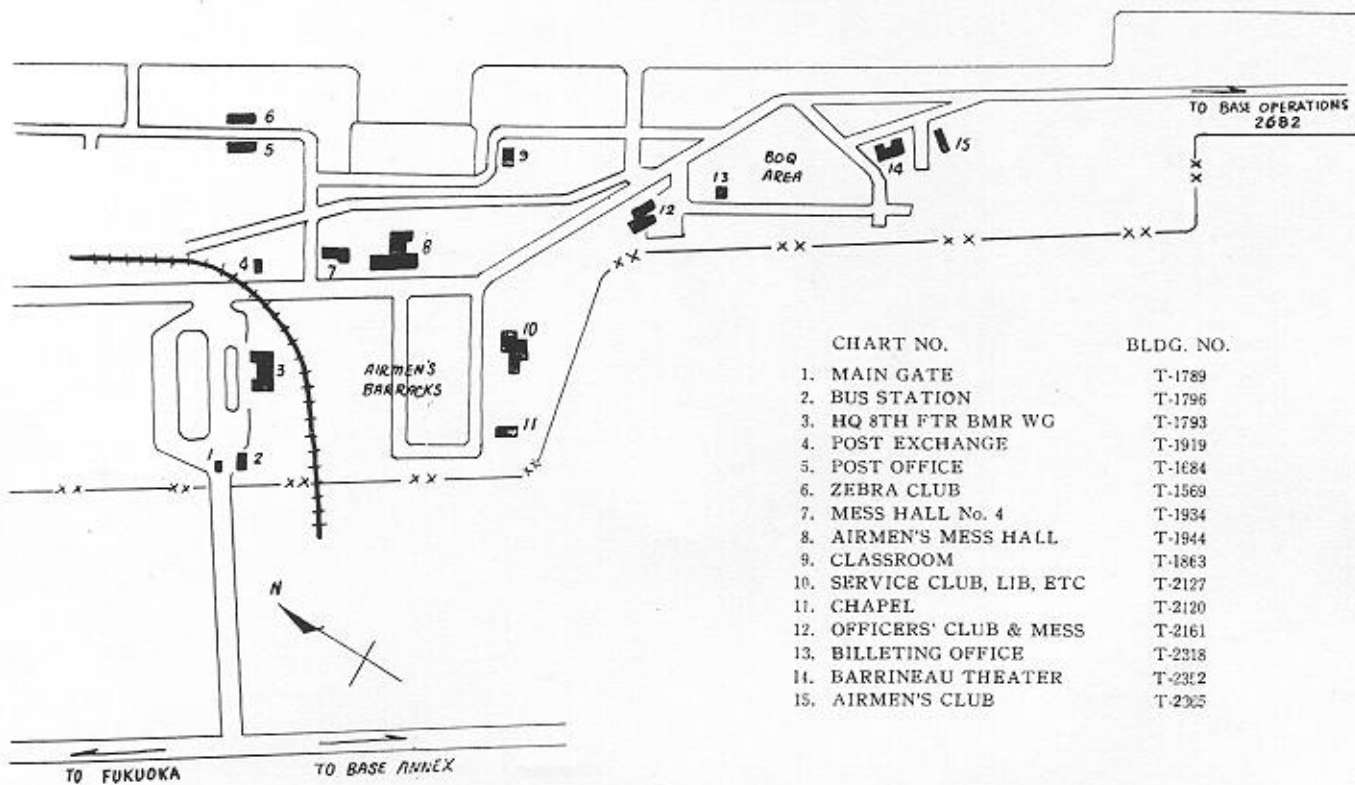 6
5
9
TO BASE OPERATIONS
2682
15
14
BOQ
AREA
13
12
8
7
4
10
3
AIRMEN'S
BARRACKS
11
1
2
N
TO FUKUOKA
TO BASE ANNEX
CHART NO. BLDG. NO.
1. MAIN GATE T-1789
2. BUS STATION T-1796
3. HQ 8TH FTR BMR WG T-1793
4. POST EXCHANGE T-1919
5. POST OFFICE T-1684
6. ZEBRA CLUB T-1569
7. MESS HALL No. 4 T-1934
8. AIRMEN'S MESS HALL T-1944
9. CLASSROOM T-1863
10. SERVICE CLUB, LIB, ETC T-2127
11. CHAPEL T-2120
12. OFFICERS' CLUB & MESS T-2161
13. BILLETING OFFICE T-2318
14. BARRINEAU THEATER
15. AIRMEN'S CLUB